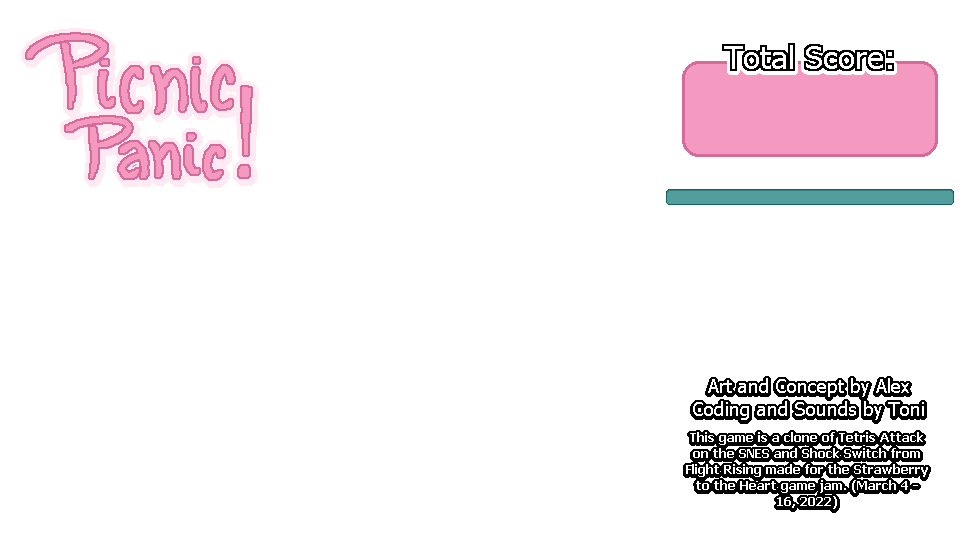 Picnic
Panic!
Total Score:
Art and Concept by Alex
Coding and Sounds by Toni
This game is a clone of Tetris Attack
on the SNES and Shock Switch from
Flight Rising made for the Strawberry
to the Heart game jam. (March 4 -
16, 2022)